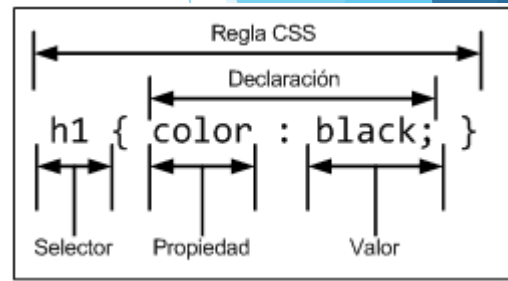 Regla CSS
Declaración
h1 { color : black; }
Selector Propiedad Valor